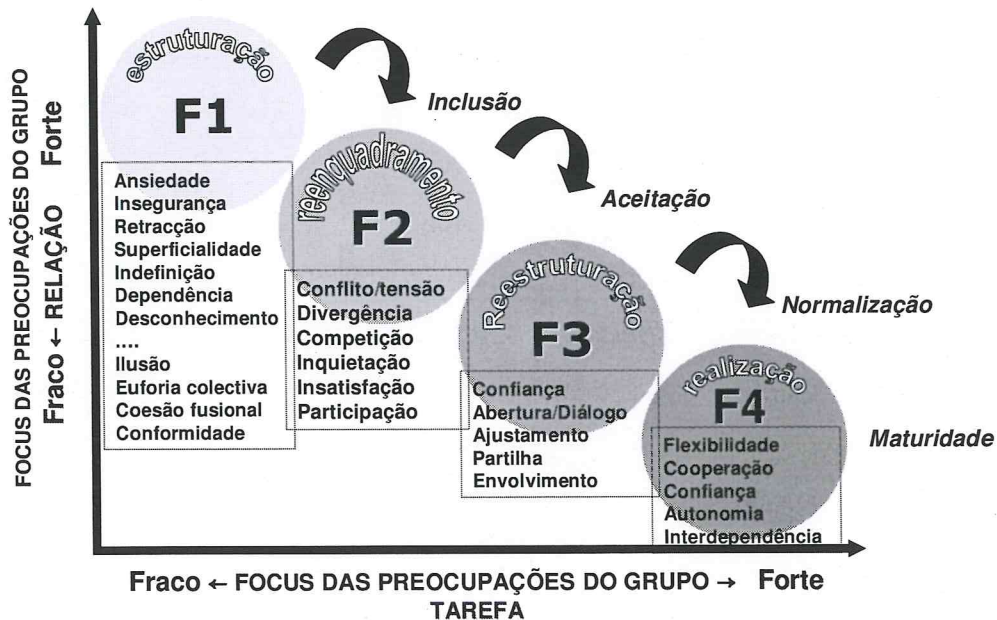 FOCUS DAS PREOCUPAÇÕES DO GRUPO
Fraco ← RELAÇÃO Forte
estruturação
F1
Ansiedade
Insegurança
Retracção
Superficialidade
Indefinição
Dependência
Desconhecimento
....
Ilusão
Euforia colectiva
Coesão fusional
Conformidade
Inclusão
reenquadramento
F2
Conflito/tensão
Divergência
Competição
Inquietação
Insatisfação
Participação
Aceitação
Reestruturação
F3
Confiança
Abertura/Diálogo
Ajustamento
Partilha
Envolvimento
Normalização
realização
F4
Flexibilidade
Cooperação
Confiança
Autonomia
Interdependência
Maturidade
Fraco ← FOCUS DAS PREOCUPAÇÕES DO GRUPO → Forte
TAREFA